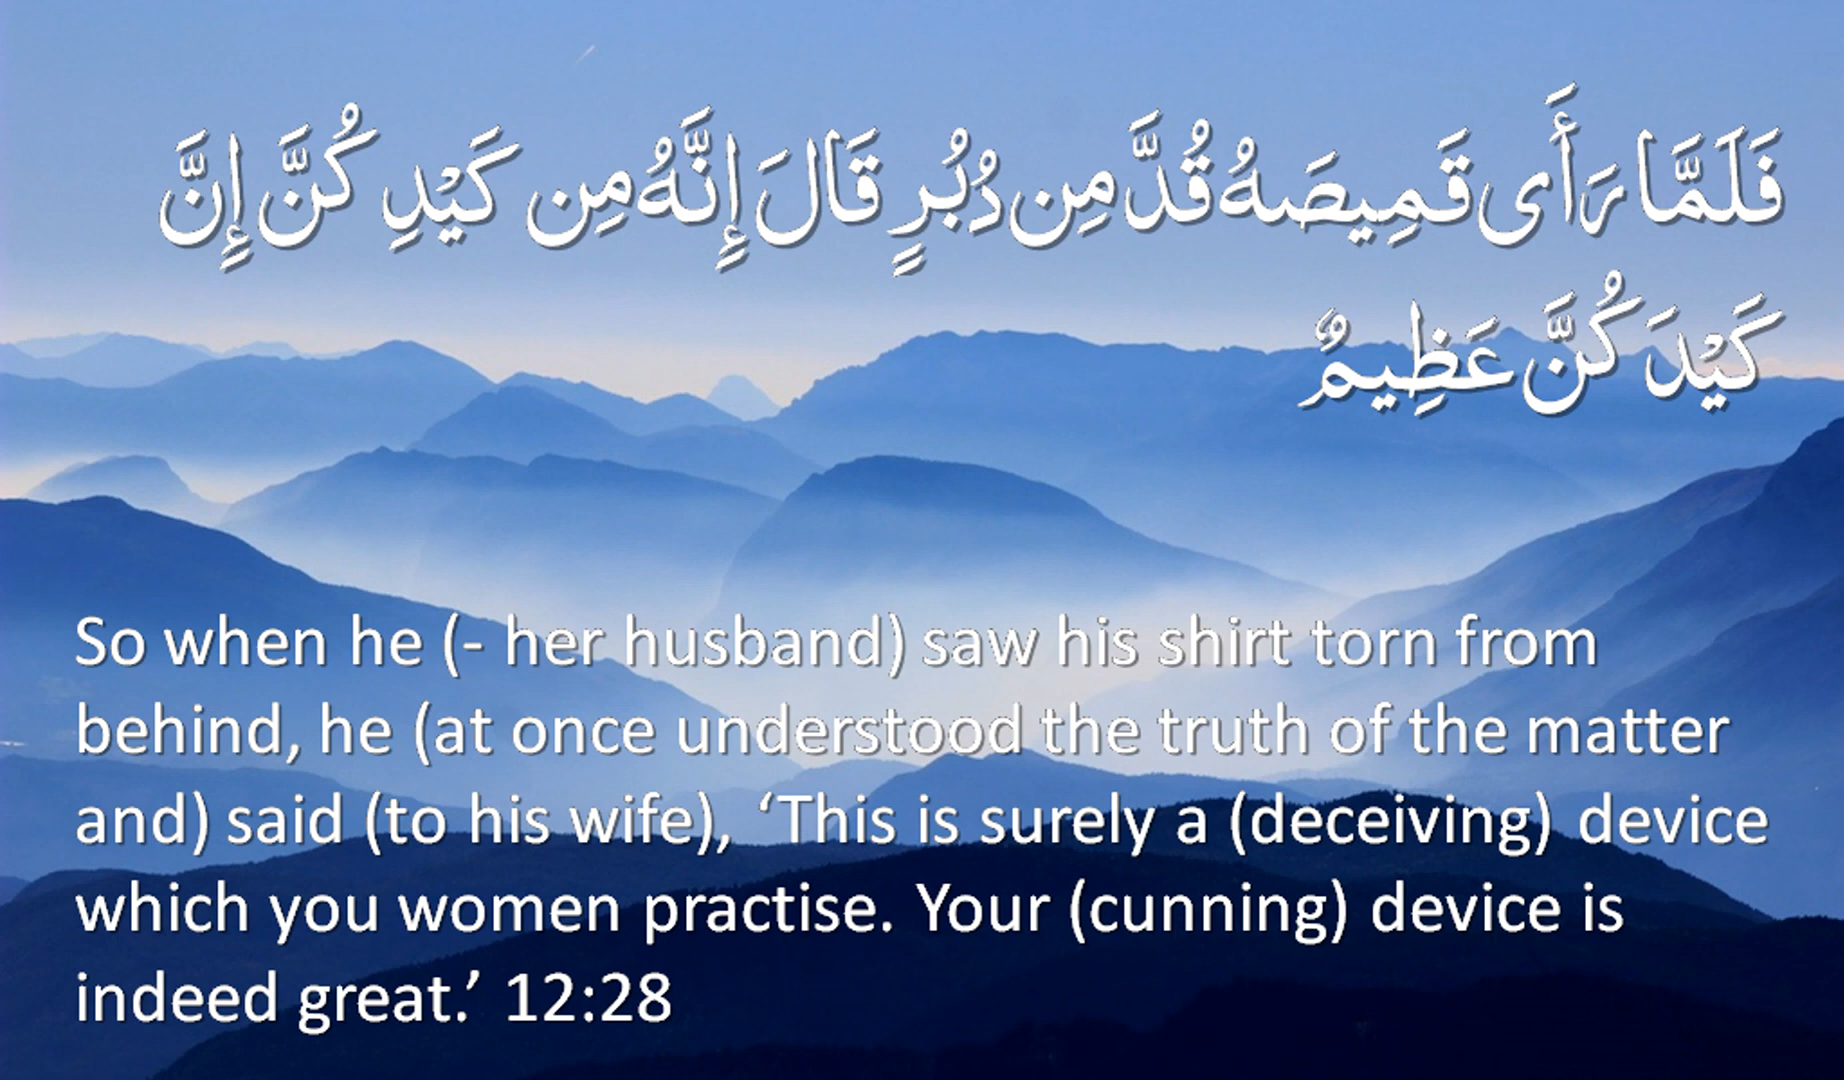 فَلَمَّا رَأَى قَمِيصَهُ قُدَّ مِن دُبُرٍ قَالَ إِنَّهُ مِن كَيْدِ كُنَّ إِنَّ
كَيْدَ كُنَّ عَظِيمٌ
So when he (- her husband) saw his shirt torn from
behind, he (at once understood the truth of the matter
and) said (to his wife), ‘This is surely a (deceiving) device
which you women practise. Your (cunning) device is
indeed great.’ 12:28